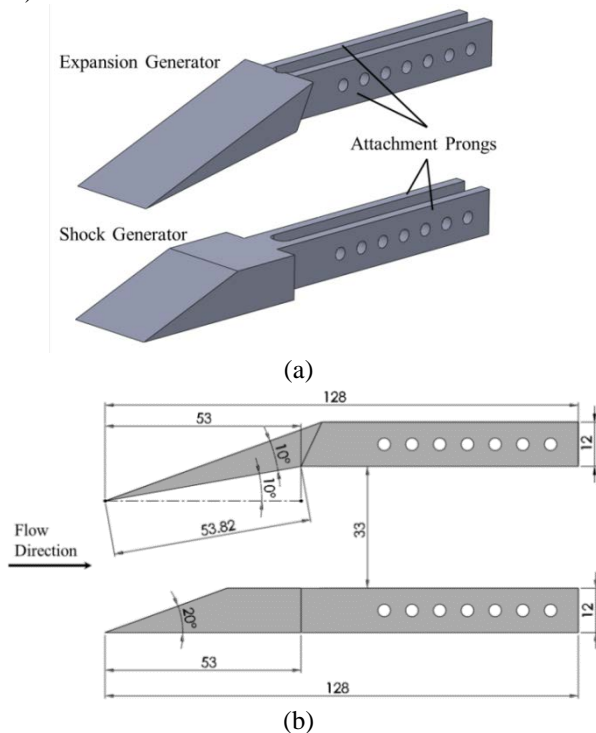 Expansion Generator
Attachment Prongs
Shock Generator
(a)
128
53
10°
10°
12
53.82
Flow
Direction
33
20°
12
53
128
(b)